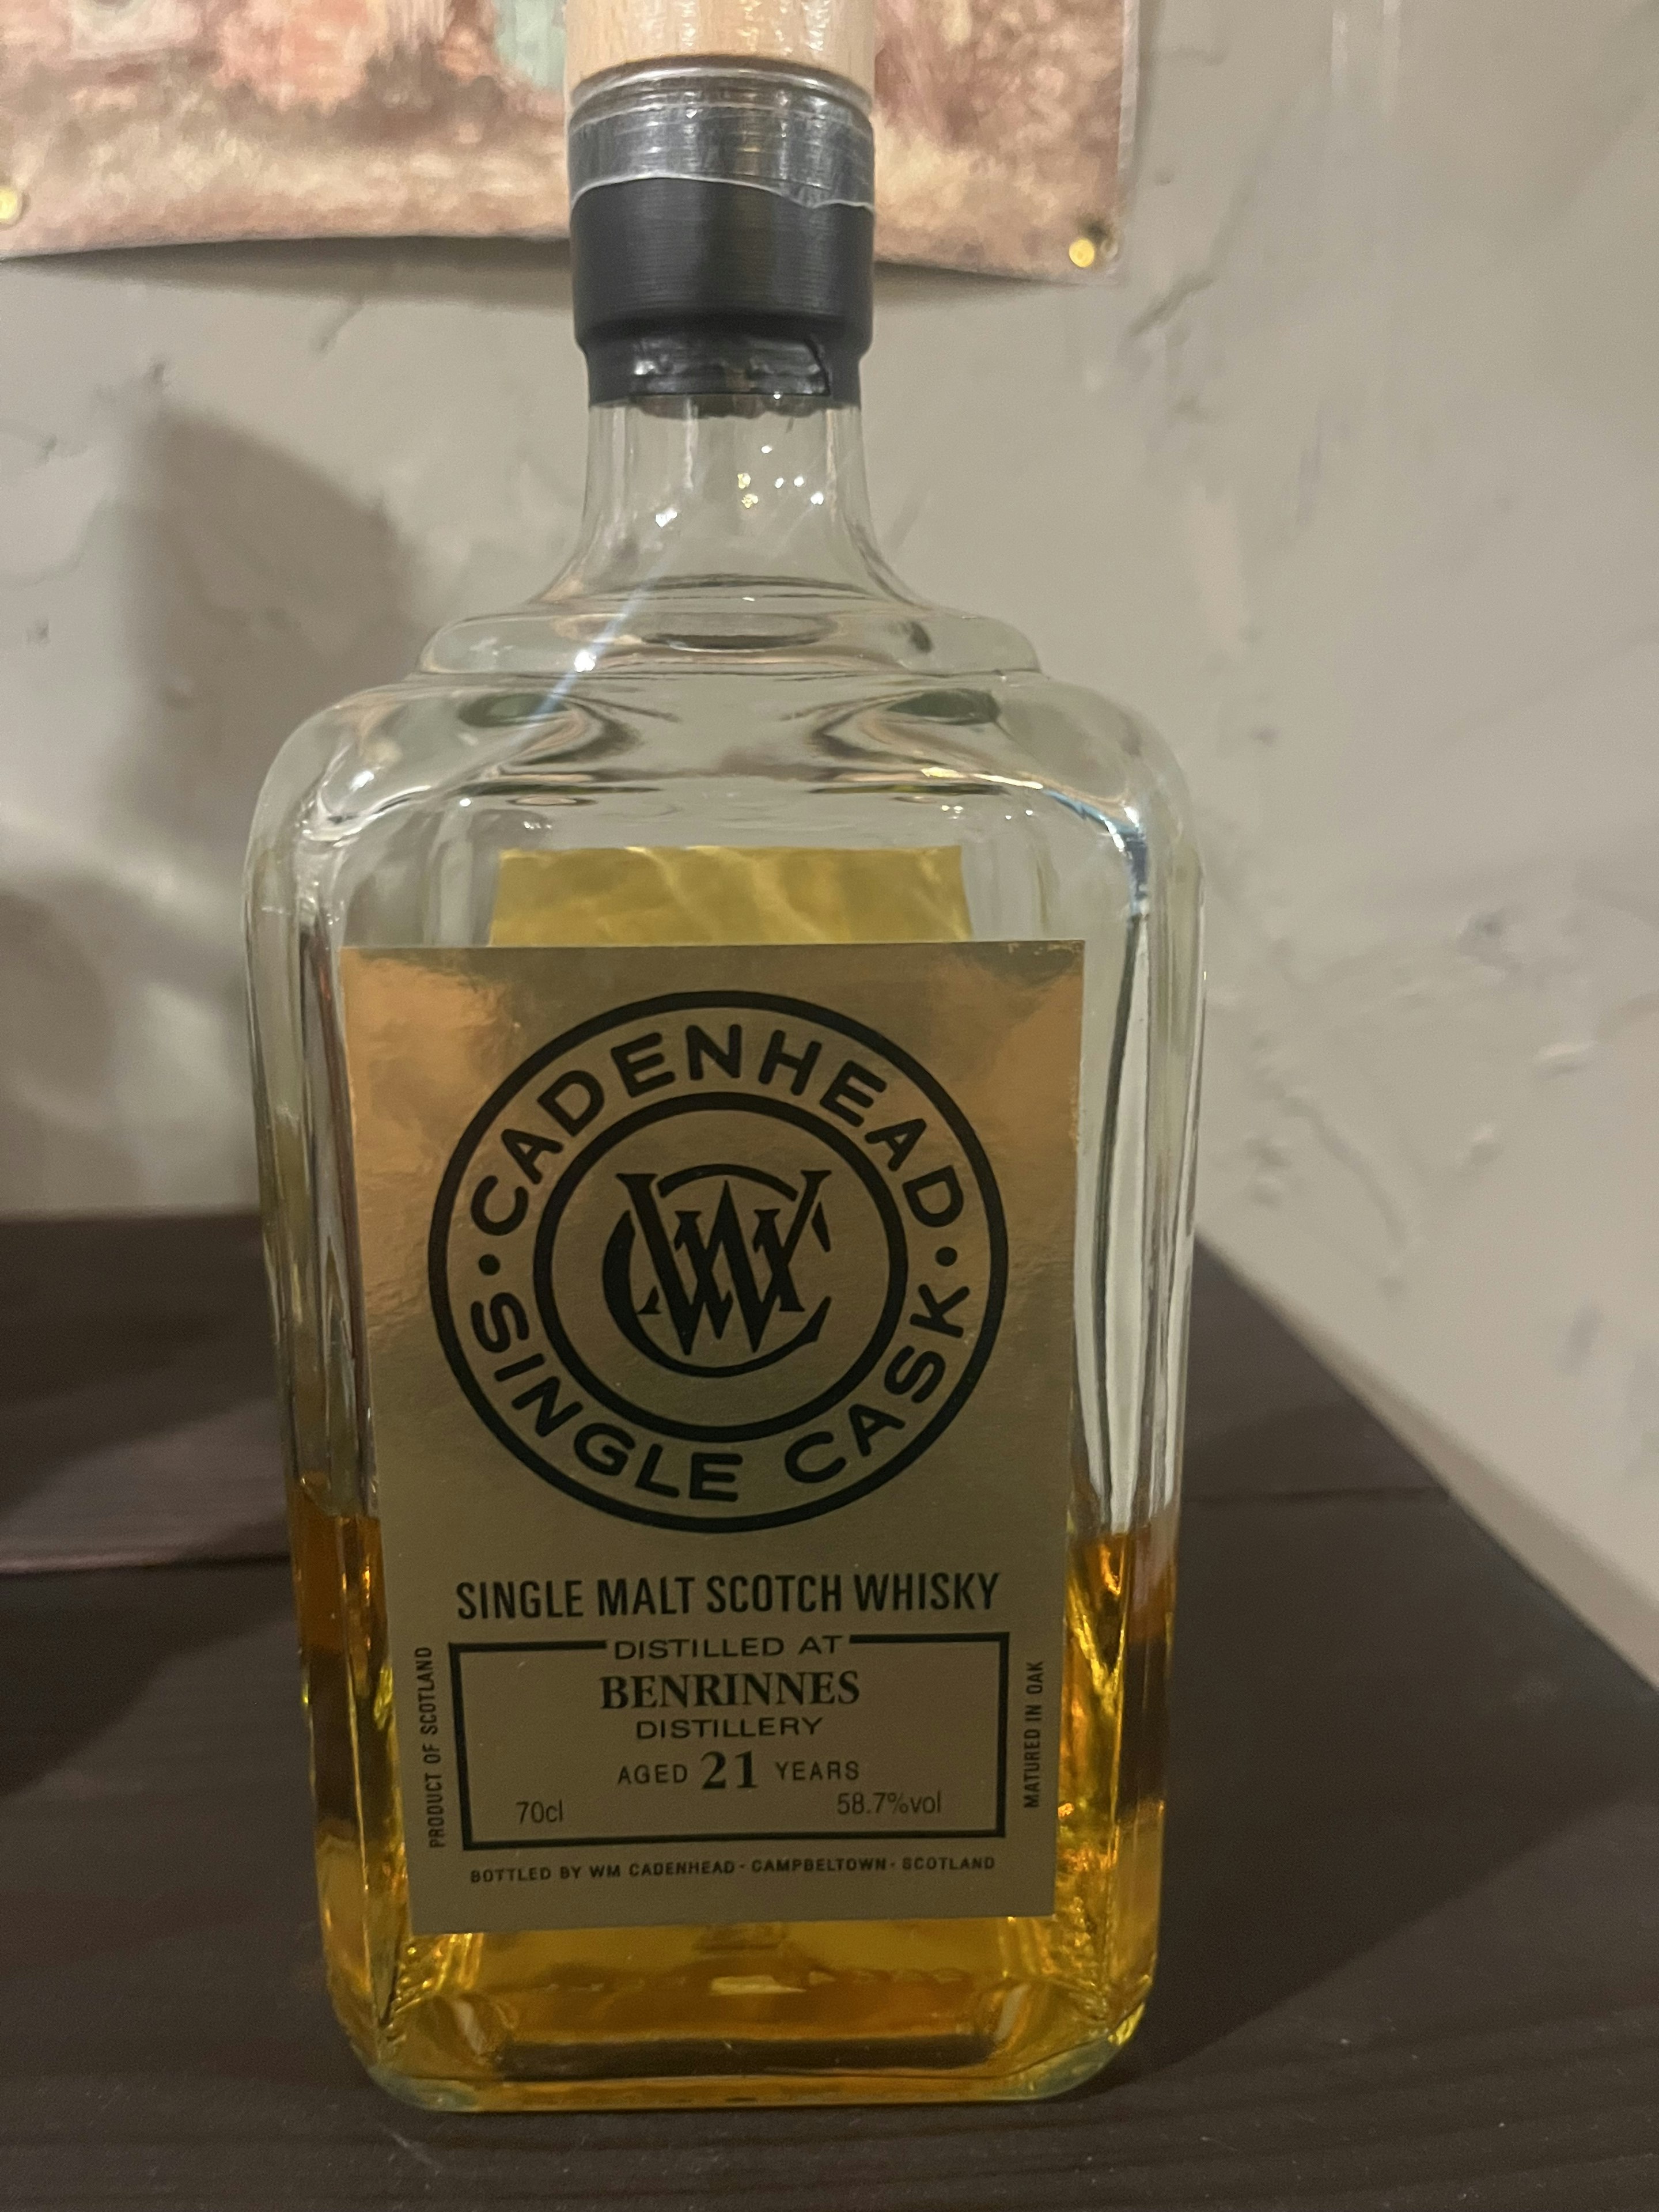 CADENHEAD
SINGLE CASK
WC
SINGLE MALT SCOTCH WHISKY
DISTILLED AT
BENRINNES
DISTILLERY
AGED 21 YEARS
70cl 58.7%vol
PRODUCT OF SCOTLAND
MATURED IN OAK
BOTTLED BY WM CADENHEAD · CAMPBELTOWN · SCOTLAND